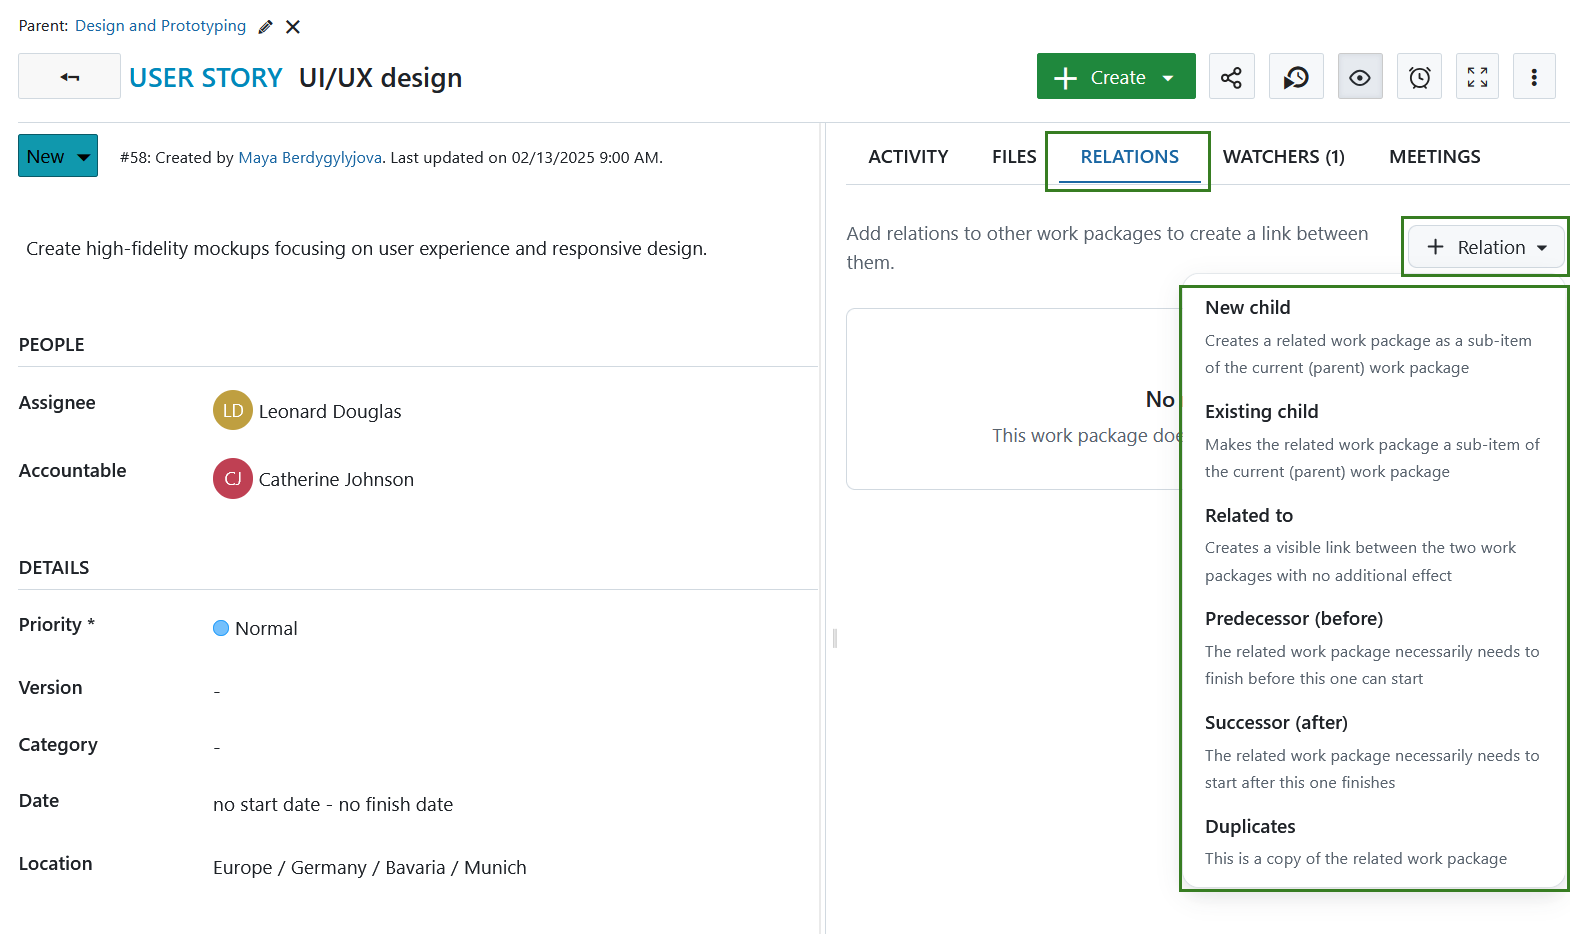 Parent: Design and Prototyping
USER STORY UI/UX design
Create
New
#58: Created by Maya Berdygylyjova. Last updated on 02/13/2025 9:00 AM.
Create high-fidelity mockups focusing on user experience and responsive design.
PEOPLE
Assignee
LD Leonard Douglas
Accountable
CJ Catherine Johnson
DETAILS
Priority *
Normal
Version
-
Category
-
Date
no start date - no finish date
Location
Europe / Germany / Bavaria / Munich
ACTIVITY
FILES
RELATIONS
WATCHERS (1)
MEETINGS
Add relations to other work packages to create a link between
them.
Relation
No
This work package doe
New child
Creates a related work package as a sub-item
of the current (parent) work package
Existing child
Makes the related work package a sub-item of
the current (parent) work package
Related to
Creates a visible link between the two work
packages with no additional effect
Predecessor (before)
The related work package necessarily needs to
finish before this one can start
Successor (after)
The related work package necessarily needs to
start after this one finishes
Duplicates
This is a copy of the related work package